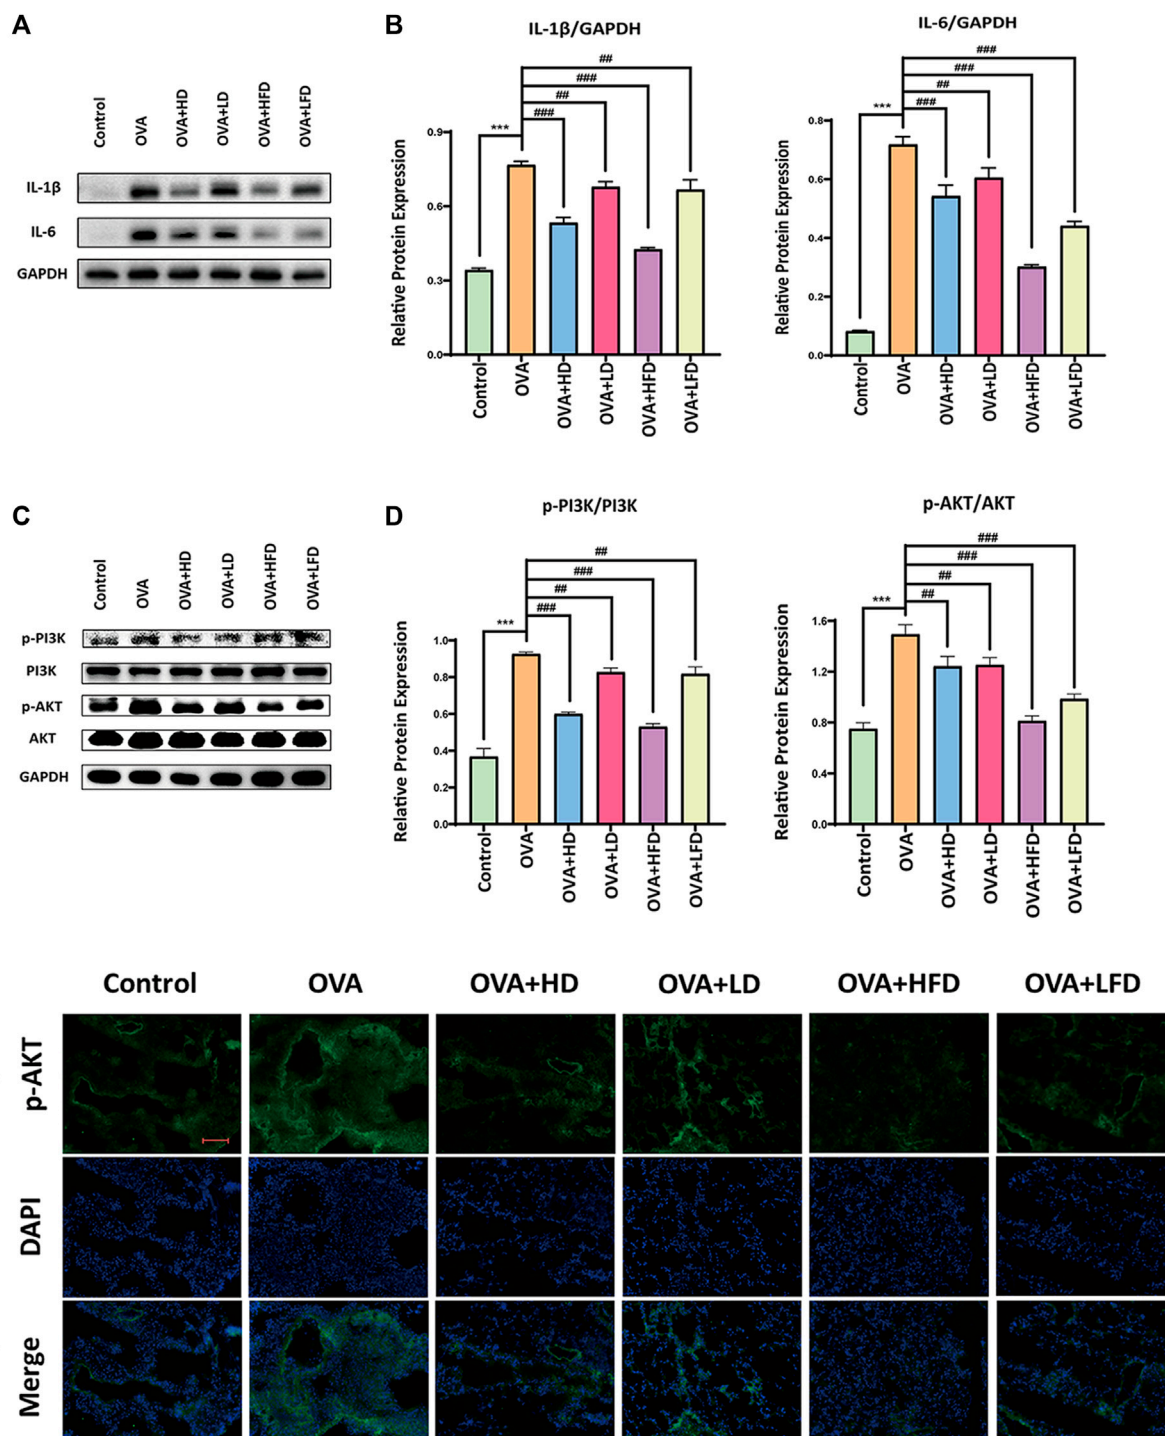 A
Control
OVA
OVA+HD
OVA+LD
OVA+HFD
OVA+LFD
IL-1β
IL-6
GAPDH
B
IL-1β/GAPDH
##
###
##
###
***
Relative Protein Expression
0.9
0.6
0.3
0.0
Control
OVA
OVA+HD
OVA+LD
OVA+HFD
OVA+LFD
IL-6/GAPDH
###
###
##
###
***
Relative Protein Expression
0.8
0.6
0.4
0.2
0.0
Control
OVA
OVA+HD
OVA+LD
OVA+HFD
OVA+LFD
C
Control
OVA
OVA+HD
OVA+LD
OVA+HFD
OVA+LFD
p-PI3K
PI3K
p-AKT
AKT
GAPDH
D
p-PI3K/PI3K
##
###
##
###
***
Relative Protein Expression
1.0
0.8
0.6
0.4
0.2
0.0
Control
OVA
OVA+HD
OVA+LD
OVA+HFD
OVA+LFD
p-AKT/AKT
###
###
##
##
***
Relative Protein Expression
1.6
1.2
0.8
0.4
0.0
Control
OVA
OVA+HD
OVA+LD
OVA+HFD
OVA+LFD
Control OVA OVA+HD OVA+LD OVA+HFD OVA+LFD
p-AKT
DAPI
Merge